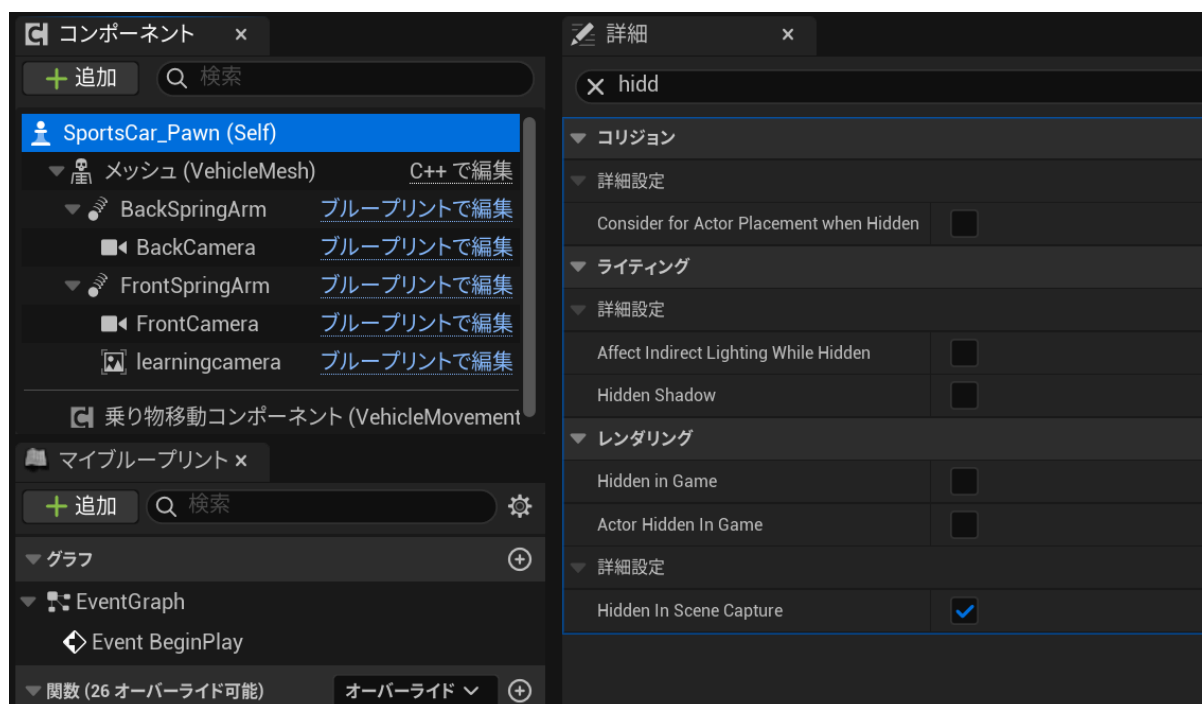 コンポーネント ×
+ 追加 検索
SportsCar_Pawn (Self)
メッシュ (VehicleMesh) C++ で編集
BackSpringArm ブループリントで編集
BackCamera ブループリントで編集
FrontSpringArm ブループリントで編集
FrontCamera ブループリントで編集
learningcamera ブループリントで編集
乗り物移動コンポーネント (VehicleMovement
マイブループリント ×
+ 追加 検索
グラフ
EventGraph
Event BeginPlay
関数 (26 オーバーライド可能) オーバーライド
詳細 ×
hidd
コリジョン
詳細設定
Consider for Actor Placement when Hidden
ライティング
詳細設定
Affect Indirect Lighting While Hidden
Hidden Shadow
レンダリング
Hidden in Game
Actor Hidden In Game
詳細設定
Hidden In Scene Capture